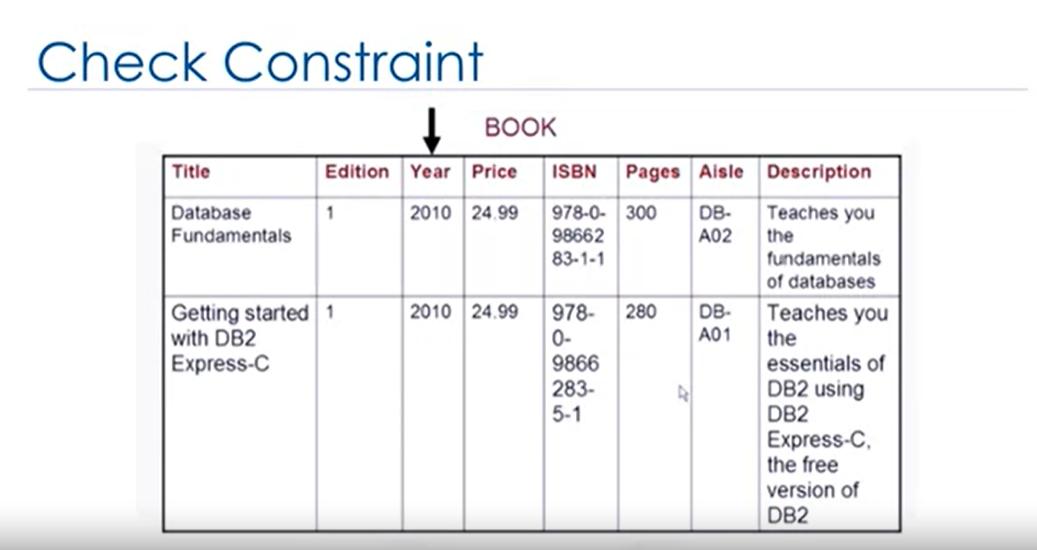 Check Constraint
BOOK
Title Edition Year Price ISBN Pages Aisle Description
Database
Fundamentals
1
2010
24.99
978-0-
98662
83-1-1
300
DB-
A02
Teaches you
the
fundamentals
of databases
Getting started
with DB2
Express-C
1
2010
24.99
978-
0-
9866
283-
5-1
280
DB-
A01
Teaches you
the
essentials of
DB2 using
DB2
Express-C,
the free
version of
DB2